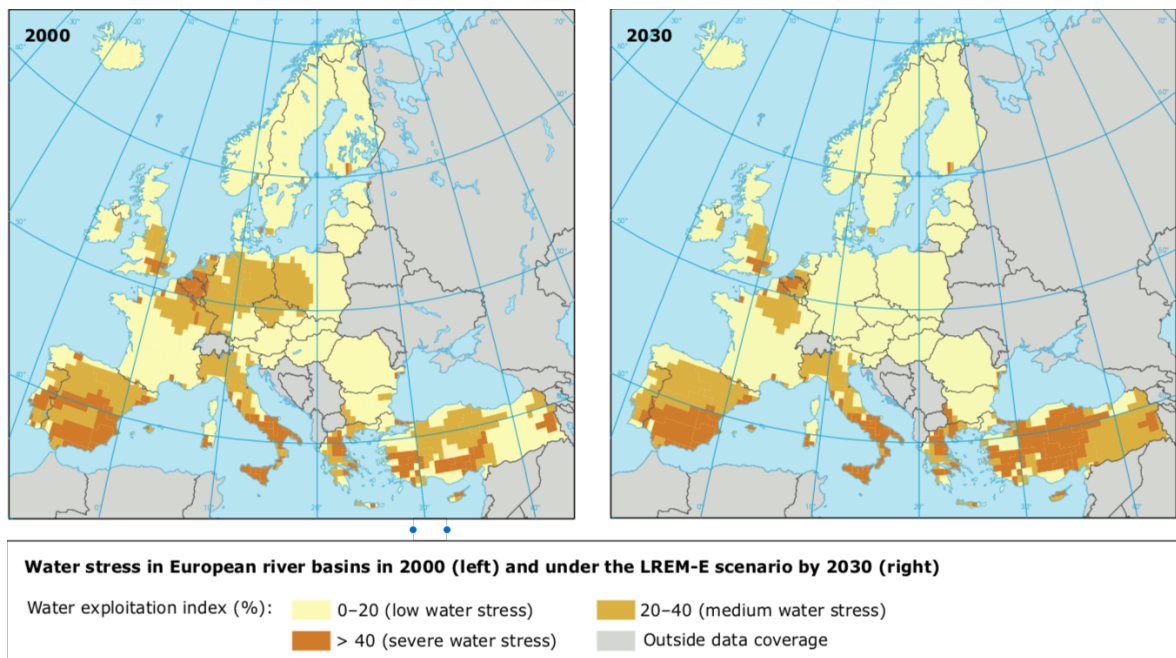 2000
2030
Water stress in European river basins in 2000 (left) and under the LREM-E scenario by 2030 (right)
Water exploitation index (%):
0–20 (low water stress)
20–40 (medium water stress)
> 40 (severe water stress)
Outside data coverage